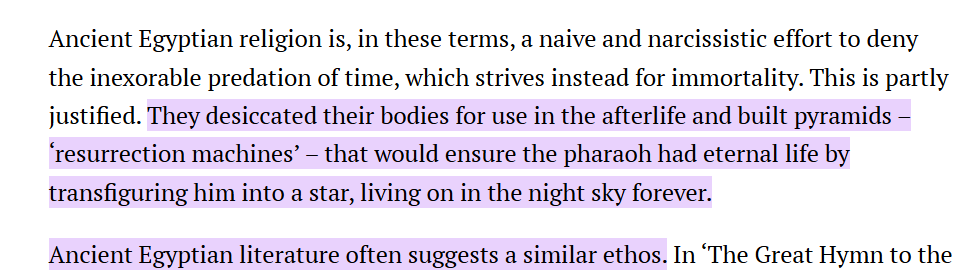 Ancient Egyptian religion is, in these terms, a naive and narcissistic effort to deny
the inexorable predation of time, which strives instead for immortality. This is partly
justified. They desiccated their bodies for use in the afterlife and built pyramids –
‘resurrection machines’ – that would ensure the pharaoh had eternal life by
transfiguring him into a star, living on in the night sky forever.
Ancient Egyptian literature often suggests a similar ethos. In ‘The Great Hymn to the